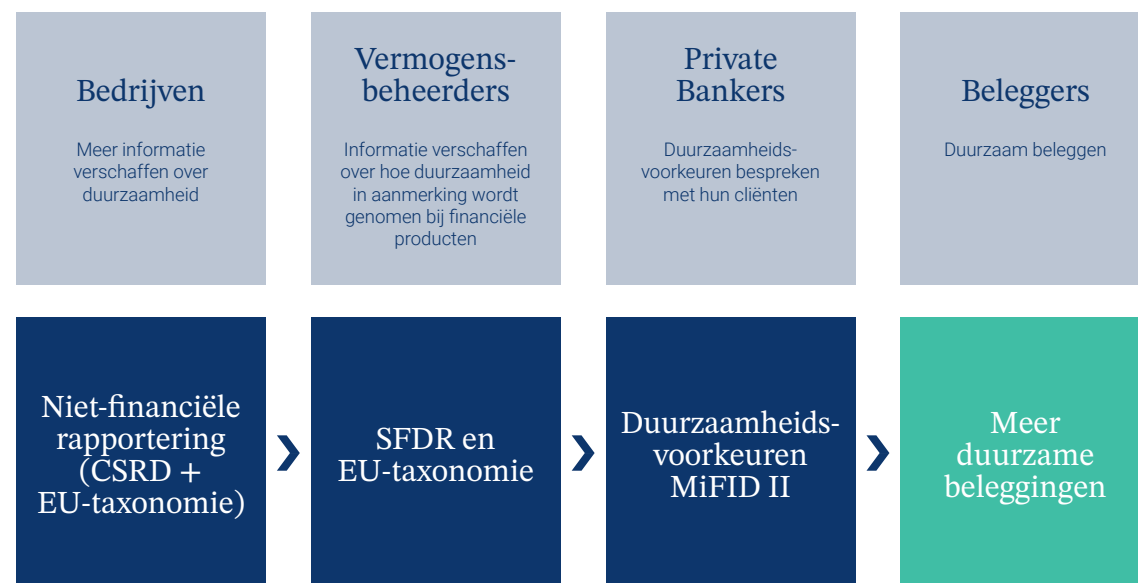 Bedrijven
Meer informatie
verschaffen over
duurzaamheid
Vermogens-
beheerders
Informatie verschaffen
over hoe duurzaamheid
in aanmerking wordt
genomen bij financiële
producten
Private
Bankers
Duurzaamheids-
voorkeuren bespreken
met hun cliënten
Beleggers
Duurzaam beleggen
Niet-financiële
rapportering
(CSRD +
EU-taxonomie)
SFDR en
EU-taxonomie
Duurzaamheids-
voorkeuren
MiFID II
Meer
duurzame
beleggingen